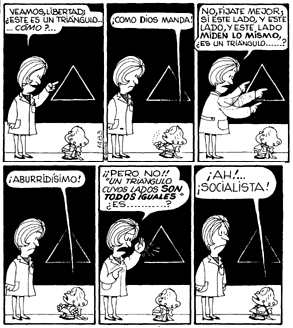 VEAMOS, LIBERTAD;
¿ESTE ES UN TRIÁNGULO...
...CÓMO?...
¡COMO DIOS MANDA!
NO, FÍJATE MEJOR;
SI ESTE LADO, Y ESTE
LADO, Y ESTE LADO
MIDEN LO MISMO,
¿ES UN TRIÁNGULO......?
¡ABURRIDÍSIMO!
¡¡PERO NO!!
"UN TRIÁNGULO
CUYOS LADOS SON
TODOS IGUALES"
¿ES..........?
¡AH!...
¡SOCIALISTA!